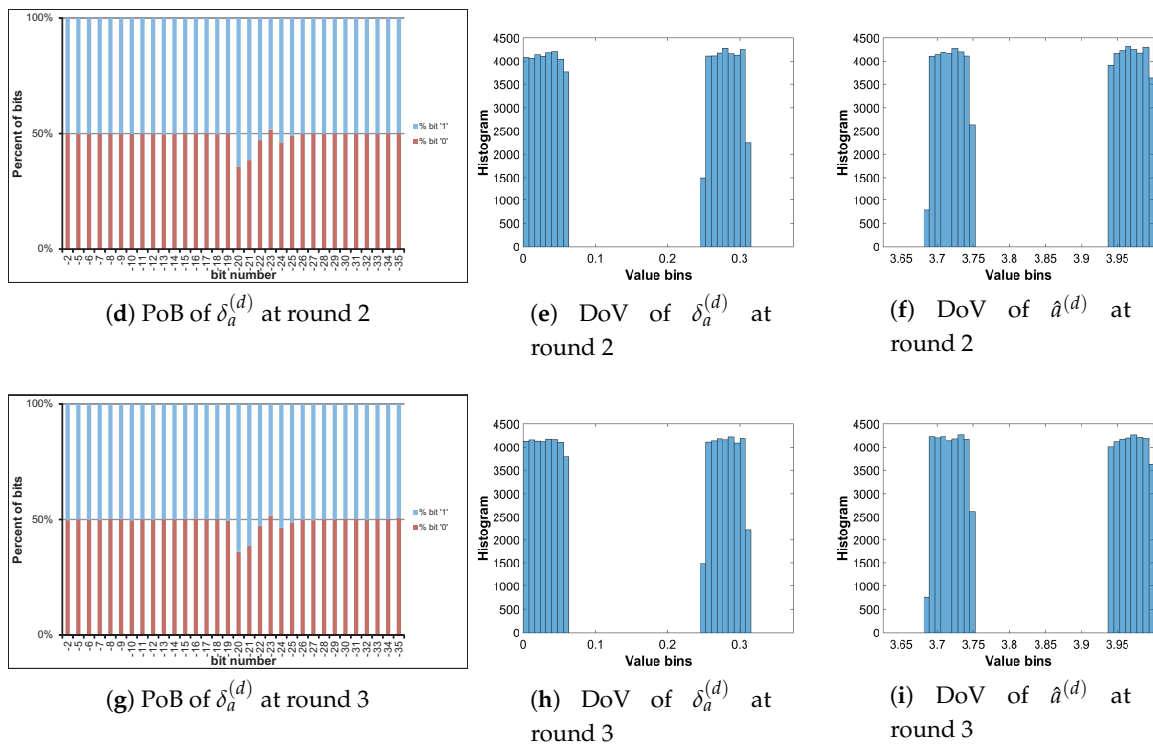 100%
50%
0%
Percent of bits
-2 -5 -6 -7 -8 -9 -10 -11 -12 -13 -14 -15 -16 -17 -18 -19 -20 -21 -22 -23 -24 -25 -26 -27 -28 -29 -30 -31 -32 -33 -34 -35
bit number
% bit '1'
% bit '0'
(d) PoB of δₐ⁽ᵈ⁾ at round 2
4500
4000
3500
3000
2500
2000
1500
1000
500
0
Histogram
0 0.1 0.2 0.3
Value bins
(e) DoV of δₐ⁽ᵈ⁾ at
round 2
4500
4000
3500
3000
2500
2000
1500
1000
500
0
Histogram
3.65 3.7 3.75 3.8 3.85 3.9 3.95
Value bins
(f) DoV of â⁽ᵈ⁾ at
round 2
100%
50%
0%
Percent of bits
-2 -5 -6 -7 -8 -9 -10 -11 -12 -13 -14 -15 -16 -17 -18 -19 -20 -21 -22 -23 -24 -25 -26 -27 -28 -29 -30 -31 -32 -33 -34 -35
bit number
% bit '1'
% bit '0'
(g) PoB of δₐ⁽ᵈ⁾ at round 3
4500
4000
3500
3000
2500
2000
1500
1000
500
0
Histogram
0 0.1 0.2 0.3
Value bins
(h) DoV of δₐ⁽ᵈ⁾ at
round 3
4500
4000
3500
3000
2500
2000
1500
1000
500
0
Histogram
3.65 3.7 3.75 3.8 3.85 3.9 3.95
Value bins
(i) DoV of â⁽ᵈ⁾ at
round 3